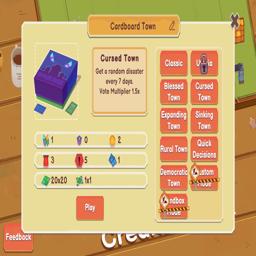 Cardboard Town
Cursed Town
Get a random disaster
every 7 days.
Vote Multiplier 1.5x
Classic
Blessed
Town
Cursed
Town
Expanding
Town
Sinking
Town
Rural Town
Quick
Decisions
Democratic
Town
Custom
Mode
Mode
1
0
2
3
5
1
20x20
1x1
Play
Feedback